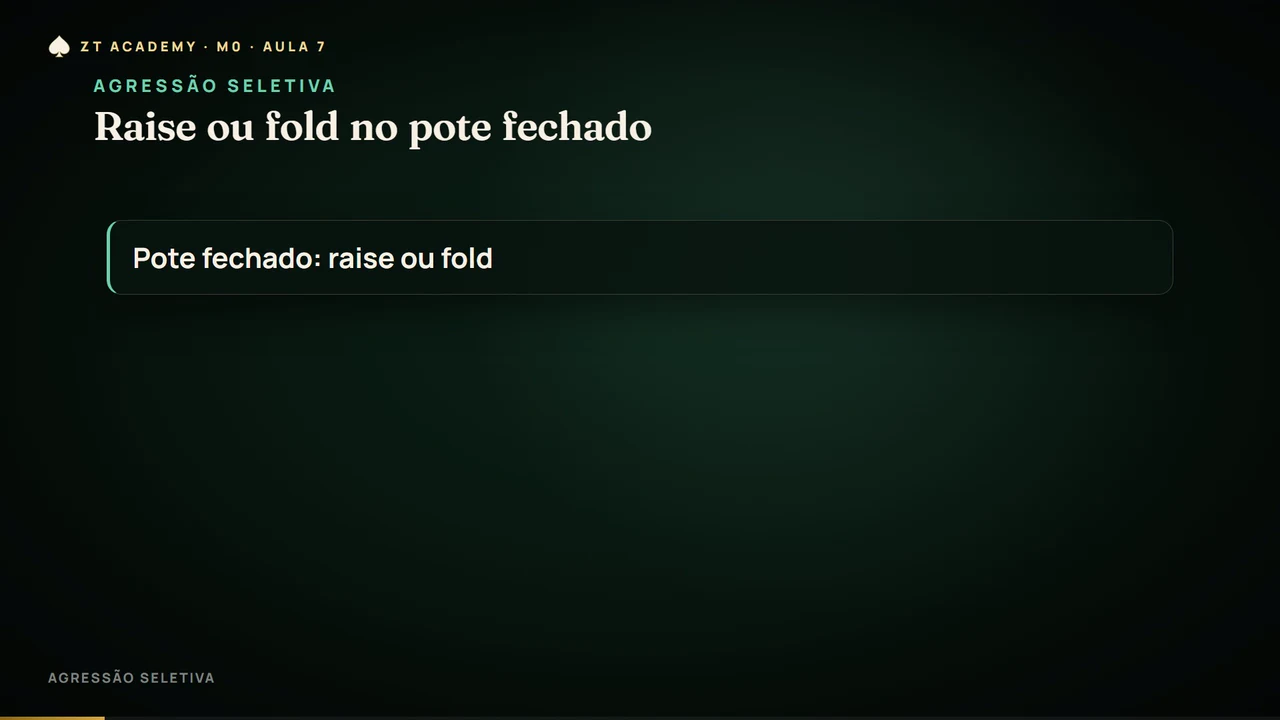 ZT ACADEMY · M0 · AULA 7
AGRESSÃO SELETIVA
Raise ou fold no pote fechado
Pote fechado: raise ou fold
AGRESSÃO SELETIVA